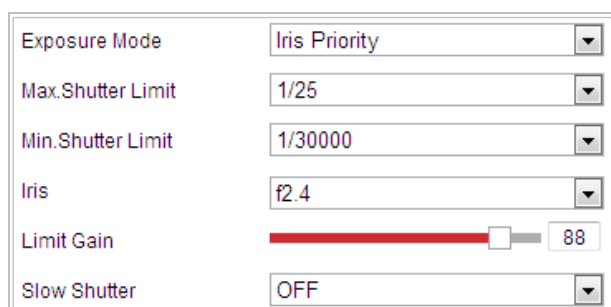 Exposure Mode Iris Priority
Max.Shutter Limit 1/25
Min.Shutter Limit 1/30000
Iris f2.4
Limit Gain 88
Slow Shutter OFF